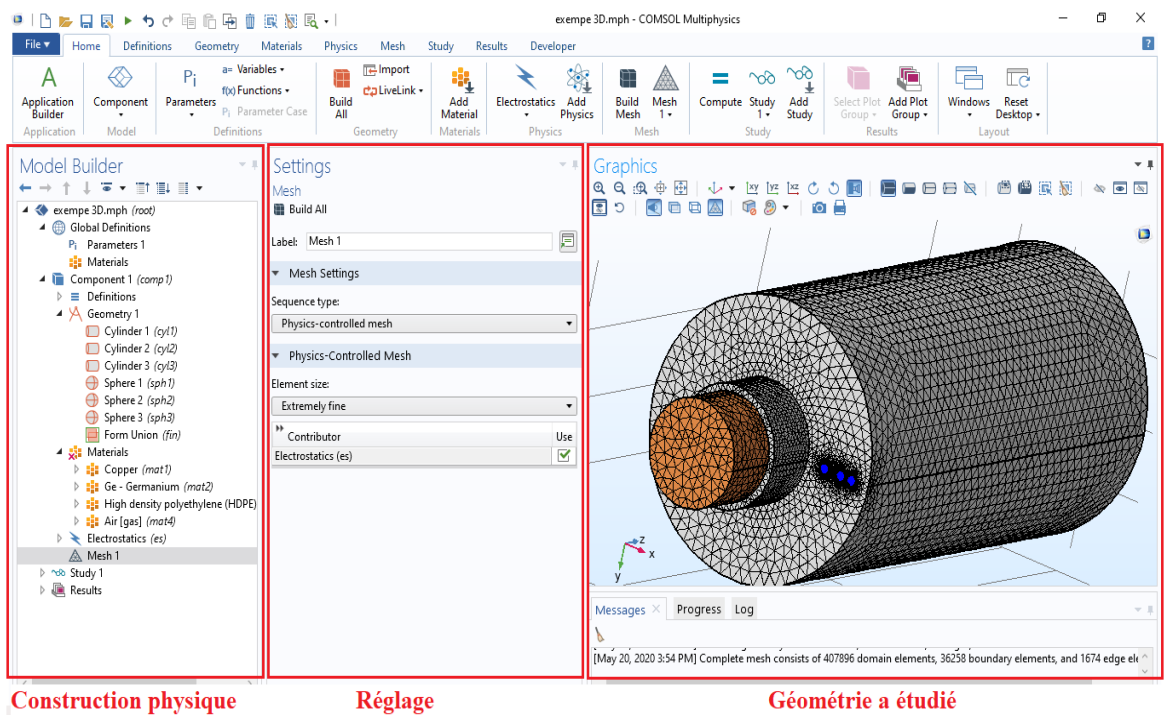 exempe 3D.mph - COMSOL Multiphysics
File Home Definitions Geometry Materials Physics Mesh Study Results Developer
Application Builder
Application
Component
Model
Pi
Parameters
a= Variables
f(x) Functions
Pi Parameter Case
Definitions
Build All
Import
LiveLink
Geometry
Add Material
Materials
Electrostatics
Add Physics
Physics
Build Mesh
Mesh 1
Mesh
Compute
Study 1
Add Study
Study
Select Plot Group
Add Plot Group
Results
Windows
Reset Desktop
Layout
Model Builder
exempe 3D.mph (root)
Global Definitions
Pi Parameters 1
Materials
Component 1 (comp1)
Definitions
Geometry 1
Cylinder 1 (cyl1)
Cylinder 2 (cyl2)
Cylinder 3 (cyl3)
Sphere 1 (sph1)
Sphere 2 (sph2)
Sphere 3 (sph3)
Form Union (fin)
Materials
Copper (mat1)
Ge - Germanium (mat2)
High density polyethylene (HDPE)
Air [gas] (mat4)
Electrostatics (es)
Mesh 1
Study 1
Results
Settings
Mesh
Build All
Label: Mesh 1
Mesh Settings
Sequence type:
Physics-controlled mesh
Physics-Controlled Mesh
Element size:
Extremely fine
Contributor Use
Electrostatics (es)
Graphics
xy yz xz
z
x
y
Messages Progress Log
[May 20, 2020 3:54 PM] Complete mesh consists of 407896 domain elements, 36258 boundary elements, and 1674 edge ele
Construction physique
Réglage
Géométrie a étudié